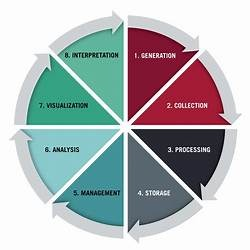 1. GENERATION
2. COLLECTION
3. PROCESSING
4. STORAGE
5. MANAGEMENT
6. ANALYSIS
7. VISUALIZATION
8. INTERPRETATION